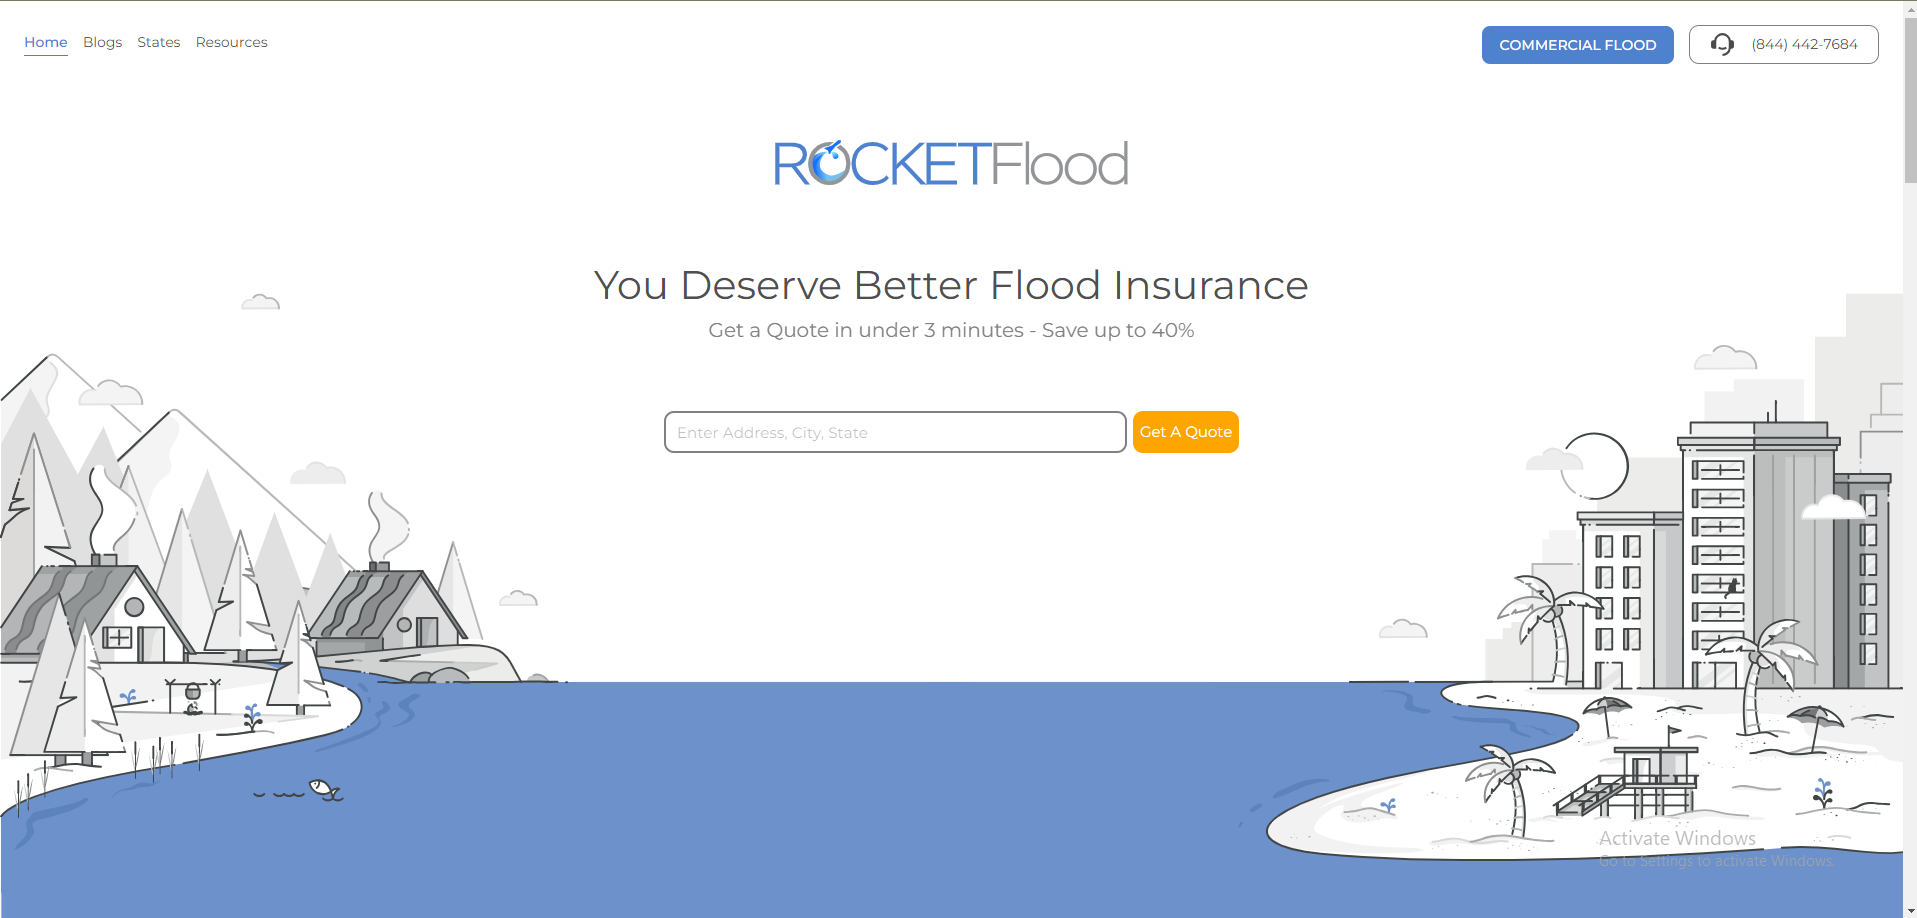 Home Blogs States Resources
COMMERCIAL FLOOD (844) 442-7684
ROCKETFlood
You Deserve Better Flood Insurance
Get a Quote in under 3 minutes - Save up to 40%
Enter Address, City, State Get A Quote
Activate Windows
Go to Settings to activate Windows.